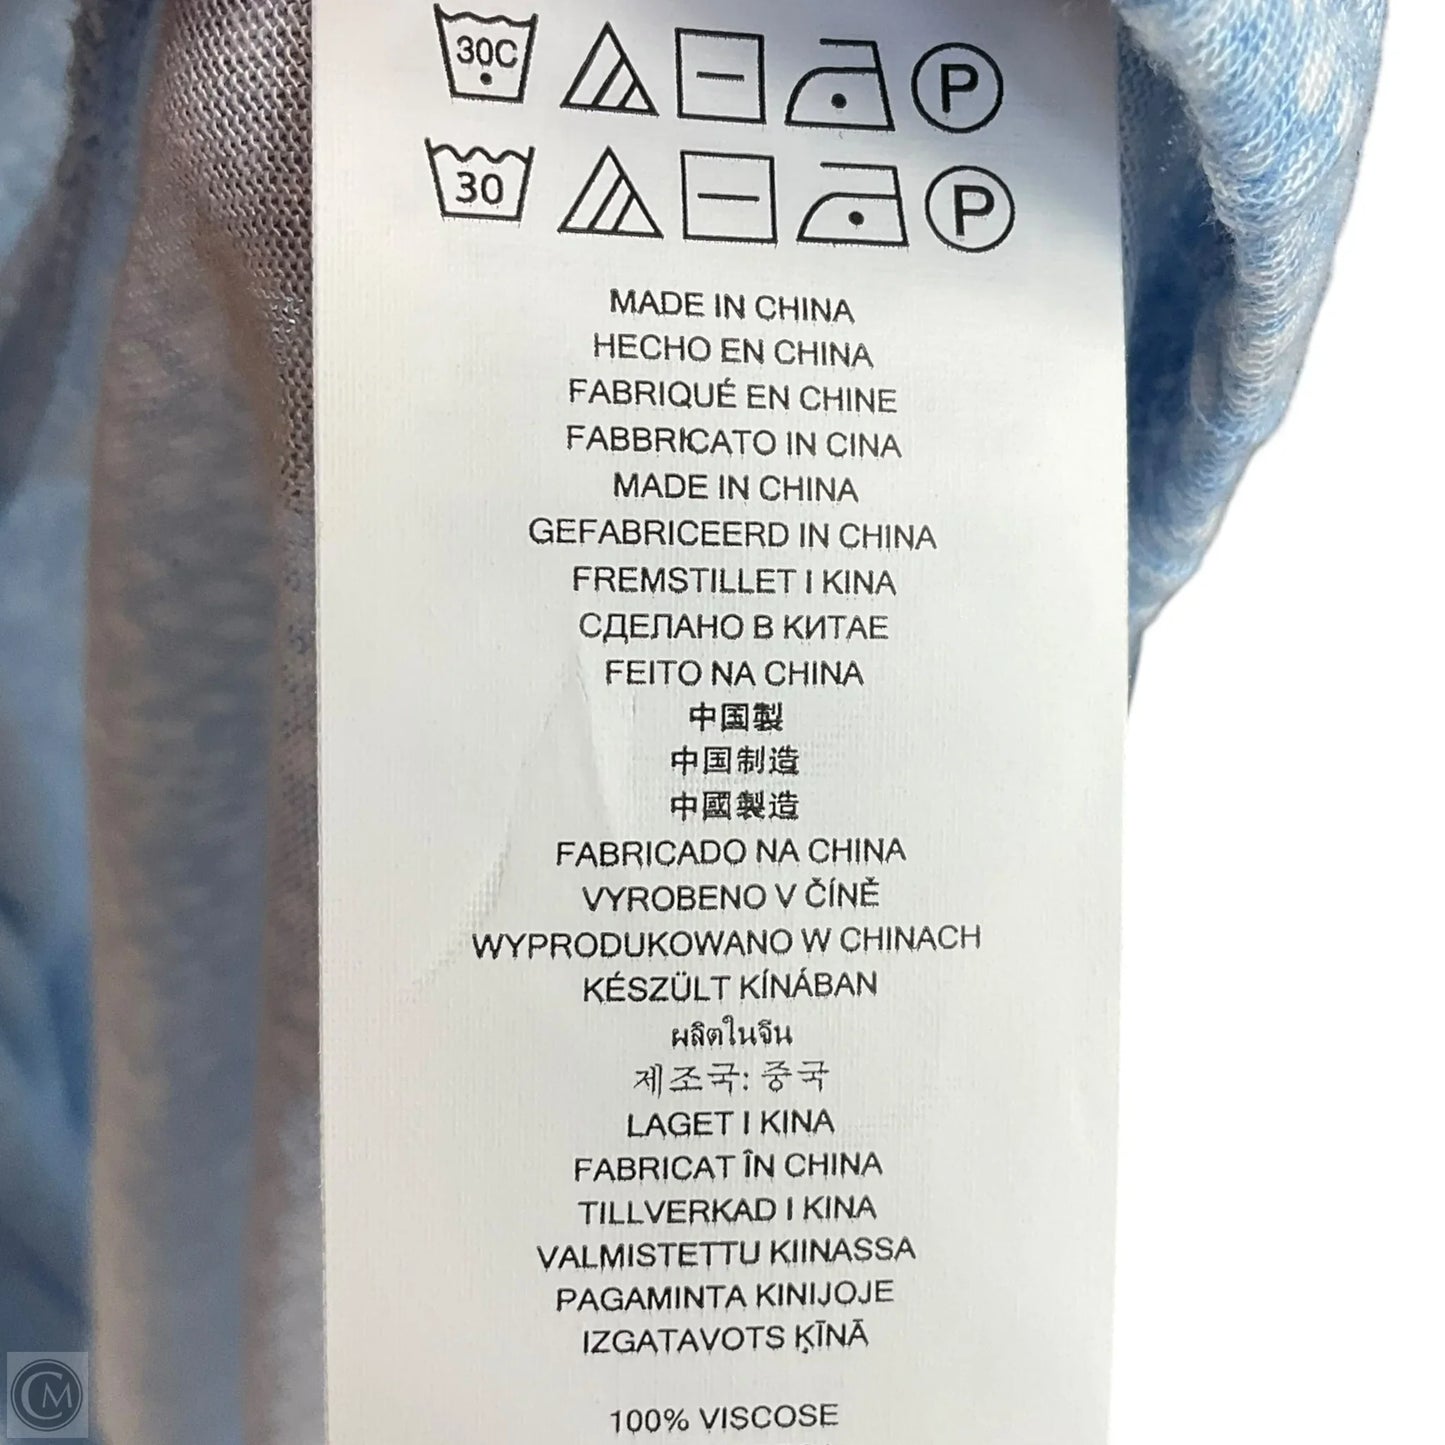 30C P
30 P
MADE IN CHINA
HECHO EN CHINA
FABRIQUÉ EN CHINE
FABBRICATO IN CINA
MADE IN CHINA
GEFABRICEERD IN CHINA
FREMSTILLET I KINA
СДЕЛАНО В КИТАЕ
FEITO NA CHINA
中国製
中国制造
中國製造
FABRICADO NA CHINA
VYROBENO V ČÍNĚ
WYPRODUKOWANO W CHINACH
KÉSZÜLT KÍNÁBAN
ผลิตในจีน
제조국: 중국
LAGET I KINA
FABRICAT ÎN CHINA
TILLVERKAD I KINA
VALMISTETTU KIINASSA
PAGAMINTA KINIJOJE
IZGATAVOTS ĶĪNĀ
100% VISCOSE
CM